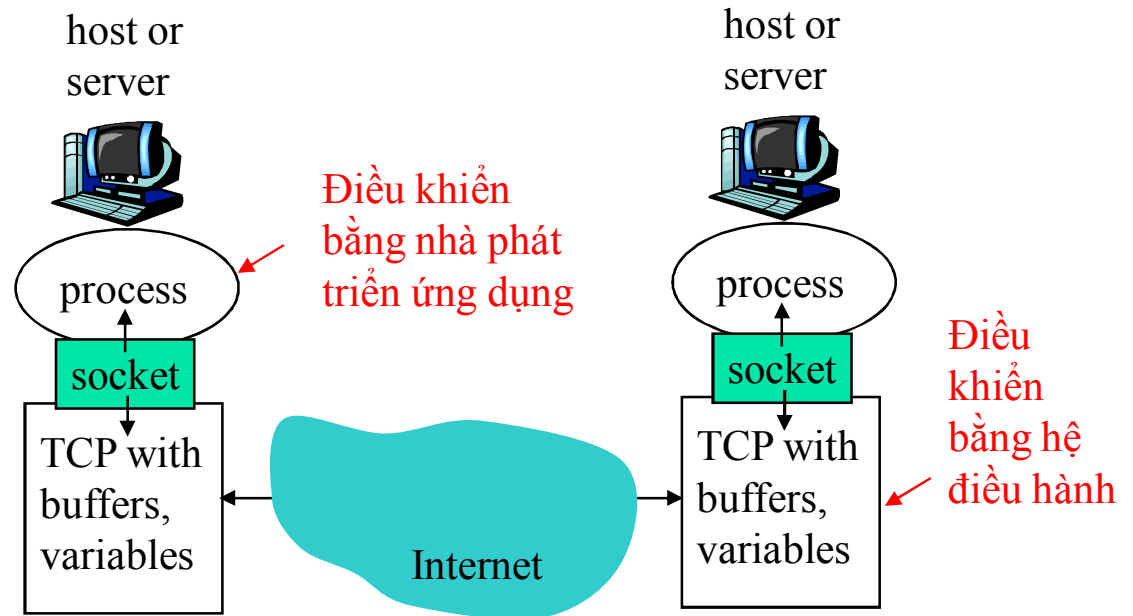 host or
server
host or
server
Điều khiển
bằng nhà phát
triển ứng dụng
process
process
socket
socket
Điều
khiển
bằng hệ
điều hành
TCP with
buffers,
variables
TCP with
buffers,
variables
Internet